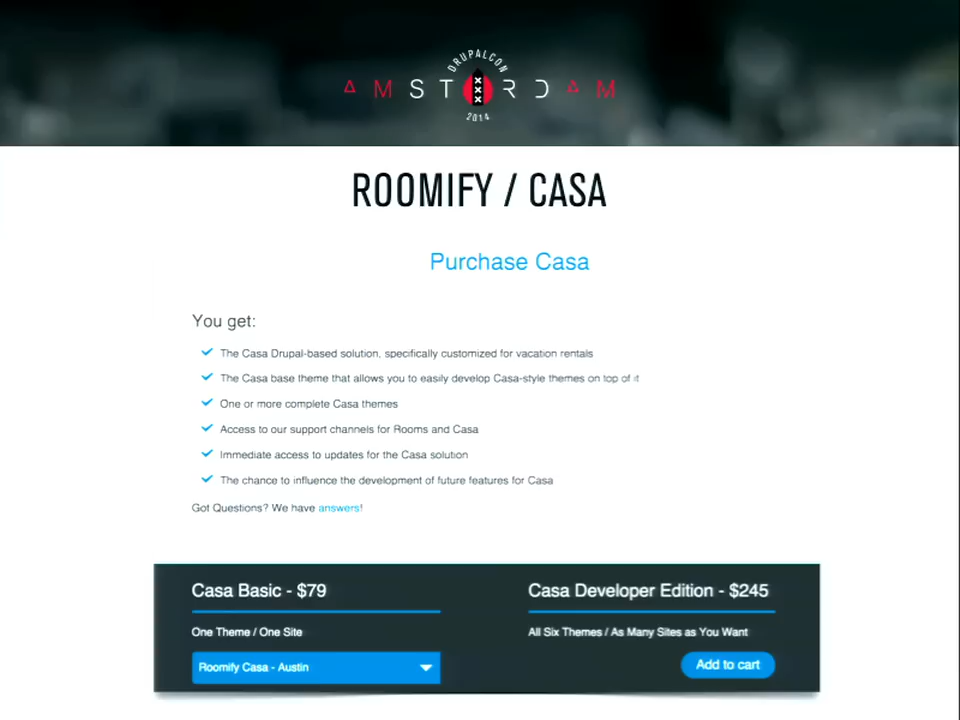 DRUPALCON
AMSTERDAM
2014
ROOMIFY / CASA
Purchase Casa
You get:
The Casa Drupal-based solution, specifically customized for vacation rentals
The Casa base theme that allows you to easily develop Casa-style themes on top of it
One or more complete Casa themes
Access to our support channels for Rooms and Casa
Immediate access to updates for the Casa solution
The chance to influence the development of future features for Casa
Got Questions? We have answers!
Casa Basic - $79
Casa Developer Edition - $245
One Theme / One Site
All Six Themes / As Many Sites as You Want
Roomify Casa - Austin
Add to cart